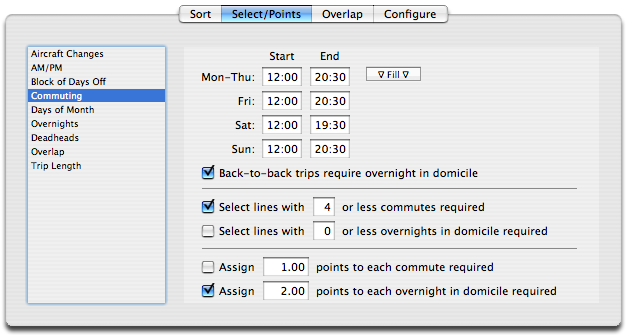 Sort Select/Points Overlap Configure
Aircraft Changes
AM/PM
Block of Days Off
Commuting
Days of Month
Overnights
Deadheads
Overlap
Trip Length
Start End
Mon-Thu: 12:00 20:30 ∇ Fill ∇
Fri: 12:00 20:30
Sat: 12:00 19:30
Sun: 12:00 20:30
Back-to-back trips require overnight in domicile
Select lines with 4 or less commutes required
Select lines with 0 or less overnights in domicile required
Assign 1.00 points to each commute required
Assign 2.00 points to each overnight in domicile required